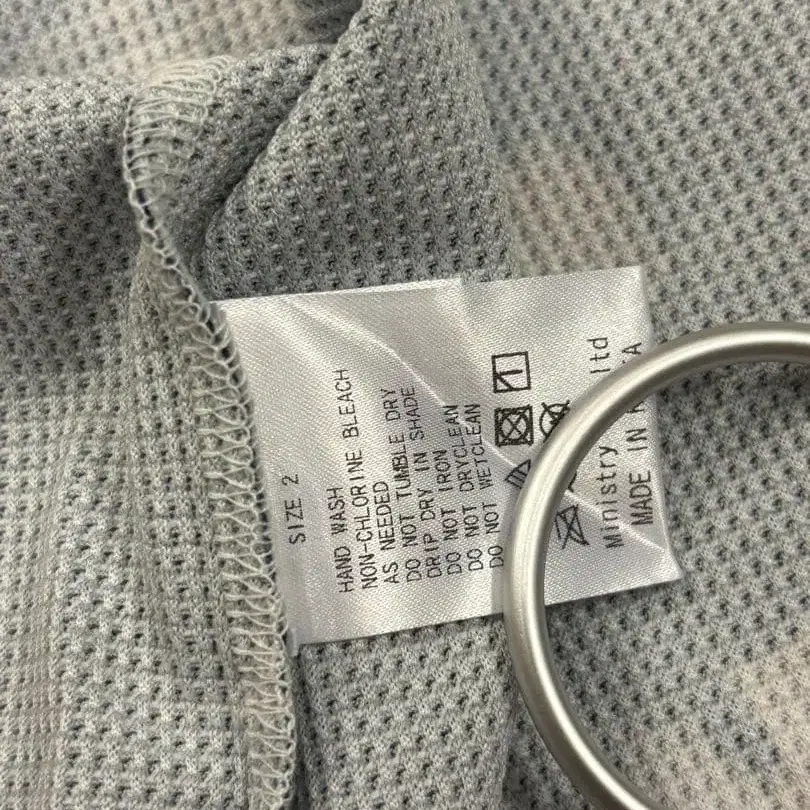 SIZE 2
HAND WASH
NON-CHLORINE BLEACH
AS NEEDED
DO NOT TUMBLE DRY
DRIP DRY IN SHADE
DO NOT IRON
DO NOT DRYCLEAN
DO NOT WETCLEAN
Ministry ltd
MADE IN